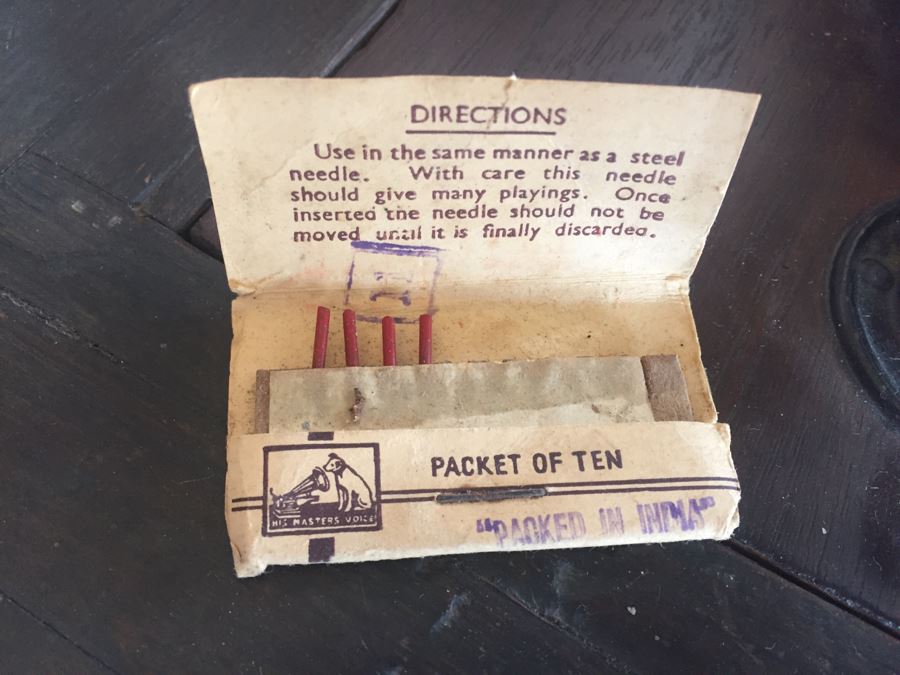 DIRECTIONS
Use in the same manner as a steel
needle. With care this needle
should give many playings. Once
inserted the needle should not be
moved until it is finally discarded.
PACKET OF TEN
HIS MASTERS VOICE
"PACKED IN INDIA"